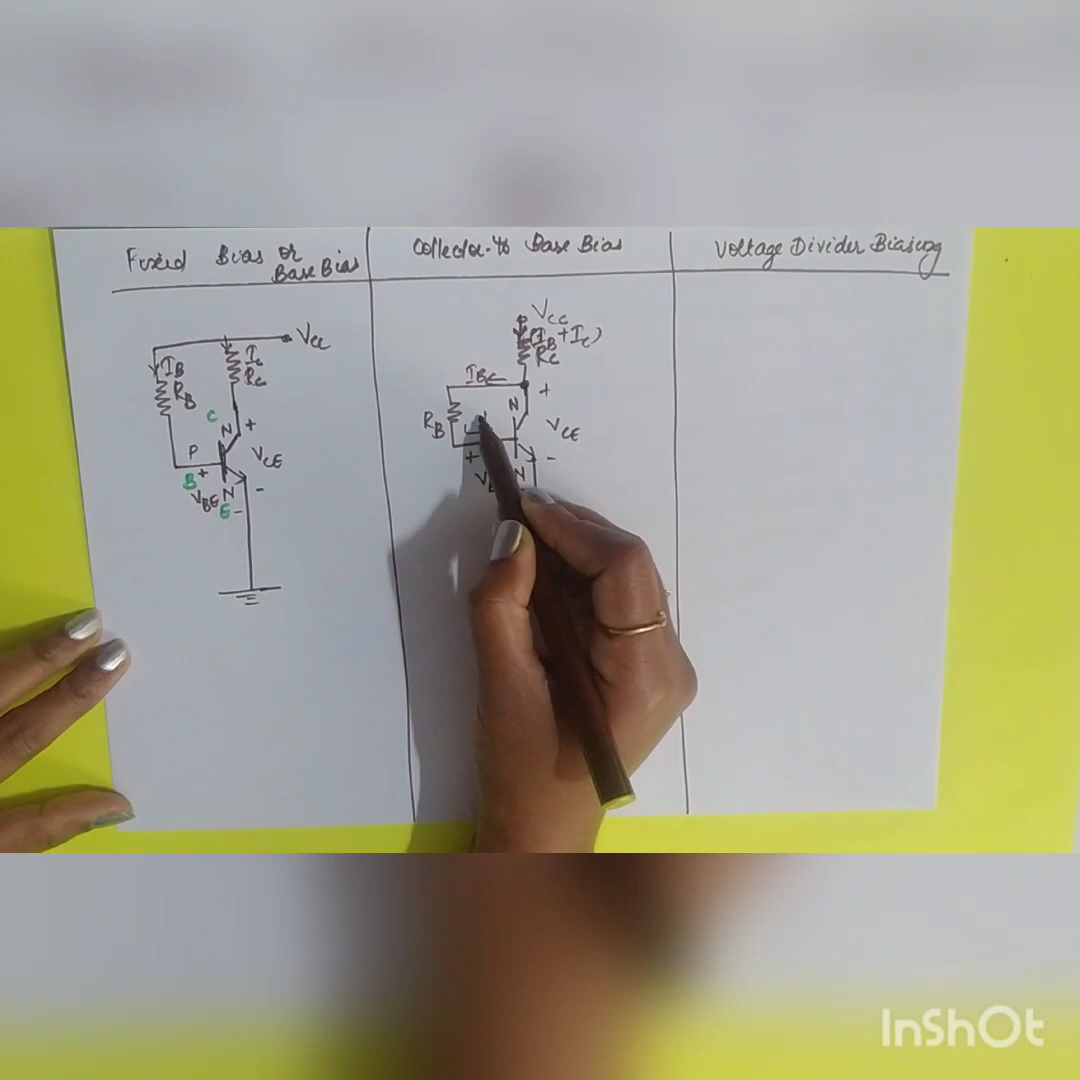 Fixed Bias or
Base Bias
Collector-to Base Bias
Voltage Divider Biasing
VCC
IB
RB
IC
RC
C
N
+
VCE
P
B +
VBE N
E -
-
VCC
(IB + IC)
RC
IBC
+
N
RB
VCE
+
-
N
InShOt